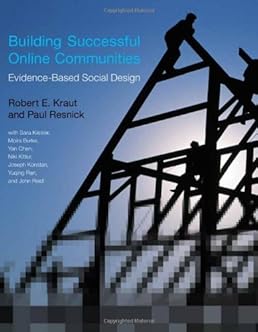 Building Successful
Online Communities
Evidence-Based Social Design
Robert E. Kraut
and Paul Resnick
with Sara Kiesler,
Moira Burke,
Yan Chen,
Niki Kittur,
Joseph Konstan,
Yuqing Ren,
and John Riedl